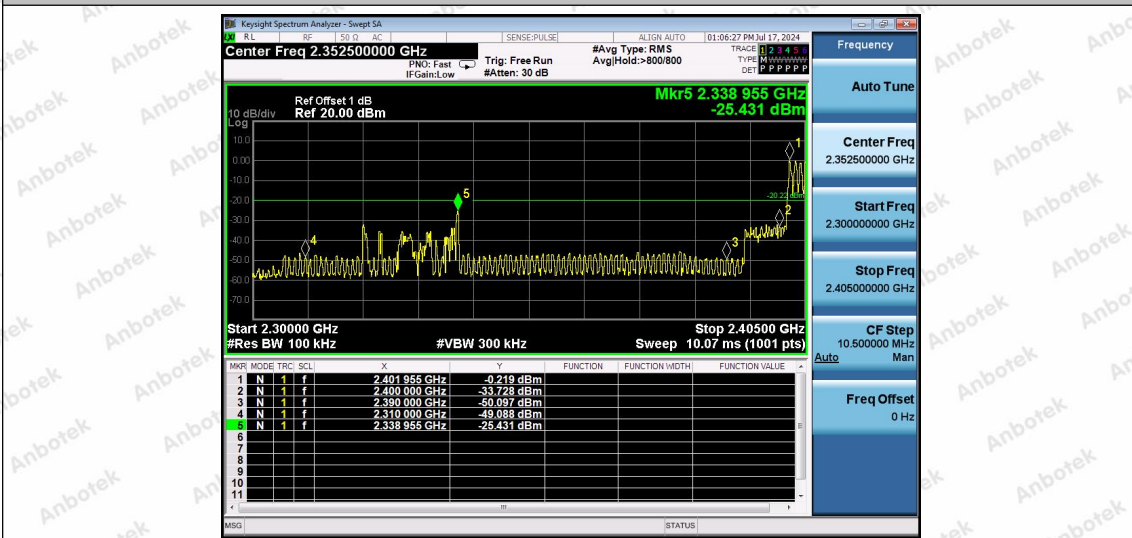 Keysight Spectrum Analyzer - Swept SA
LXI RL RF 50 Ω AC SENSE:PULSE ALIGN AUTO 01:06:27 PM Jul 17, 2024
Center Freq 2.352500000 GHz
PNO: Fast
IFGain:Low
Trig: Free Run
#Atten: 30 dB
#Avg Type: RMS
Avg|Hold:>800/800
TRACE 1 2 3 4 5 6
TYPE M WWWWW
DET P P P P P P
Mkr5 2.338 955 GHz
-25.431 dBm
Ref Offset 1 dB
Ref 20.00 dBm
10 dB/div
Log
10.0
0.00
-10.0
-20.0
-30.0
-40.0
-50.0
-60.0
-70.0
1
2
3
4
5
-20.22 dBm
Start 2.30000 GHz
Stop 2.40500 GHz
#Res BW 100 kHz
#VBW 300 kHz
Sweep 10.07 ms (1001 pts)
MKR MODE TRC SCL X Y FUNCTION FUNCTION WIDTH FUNCTION VALUE
1 N 1 f 2.401 955 GHz -0.219 dBm
2 N 1 f 2.400 000 GHz -33.728 dBm
3 N 1 f 2.390 000 GHz -50.097 dBm
4 N 1 f 2.310 000 GHz -49.088 dBm
5 N 1 f 2.338 955 GHz -25.431 dBm
6
7
8
9
10
11
MSG
STATUS
Frequency
Auto Tune
Center Freq
2.352500000 GHz
Start Freq
2.300000000 GHz
Stop Freq
2.405000000 GHz
CF Step
10.500000 MHz
Auto Man
Freq Offset
0 Hz
Anbotek